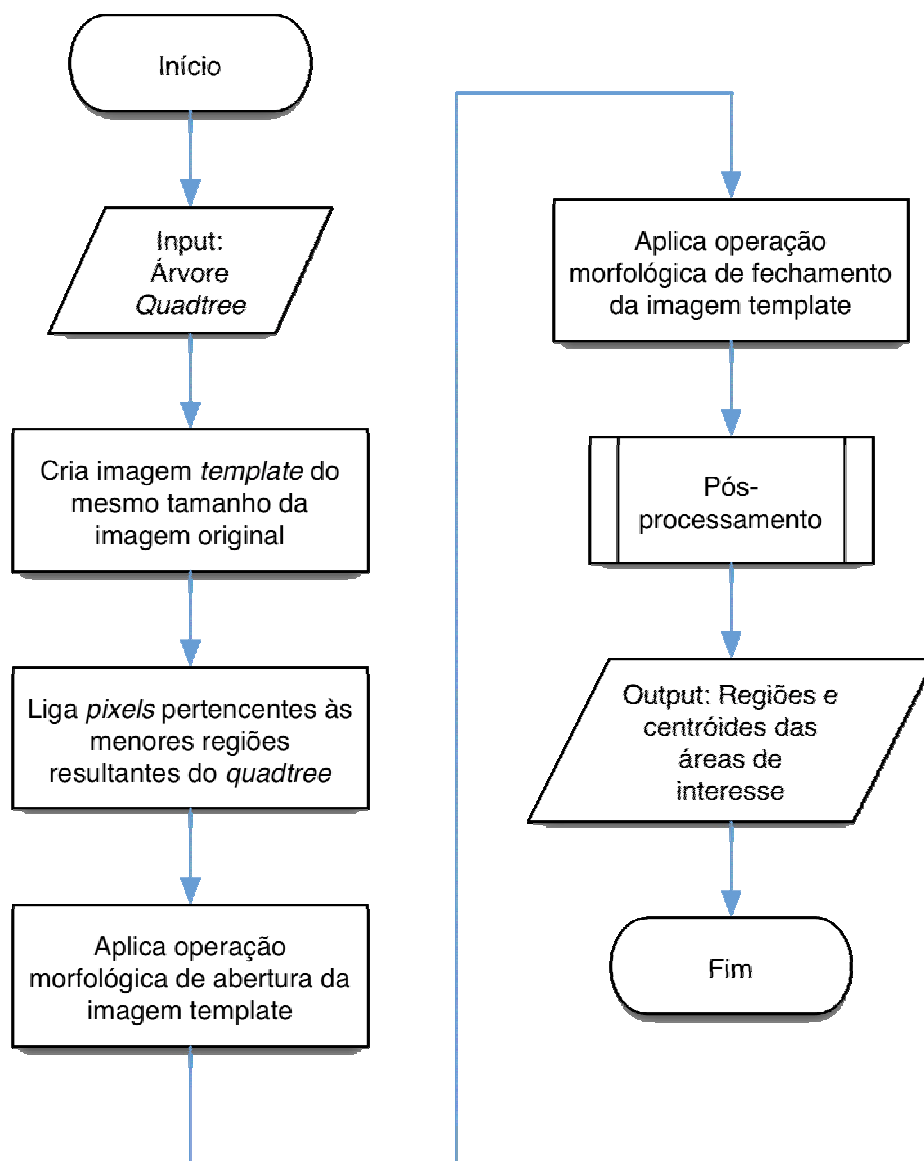 Início
Input:
Árvore
Quadtree
Cria imagem template do
mesmo tamanho da
imagem original
Liga pixels pertencentes às
menores regiões
resultantes do quadtree
Aplica operação
morfológica de abertura da
imagem template
Aplica operação
morfológica de fechamento
da imagem template
Pós-
processamento
Output: Regiões e
centróides das
áreas de
interesse
Fim